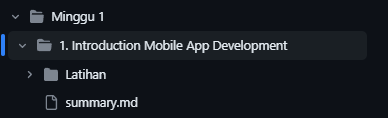 Minggu 1
1. Introduction Mobile App Development
Latihan
summary.md